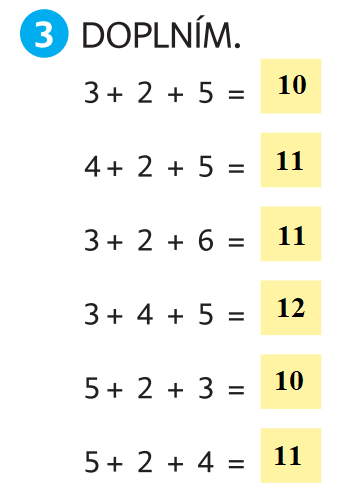 3 DOPLNÍM.
3 + 2 + 5 = 10
4 + 2 + 5 = 11
3 + 2 + 6 = 11
3 + 4 + 5 = 12
5 + 2 + 3 = 10
5 + 2 + 4 = 11